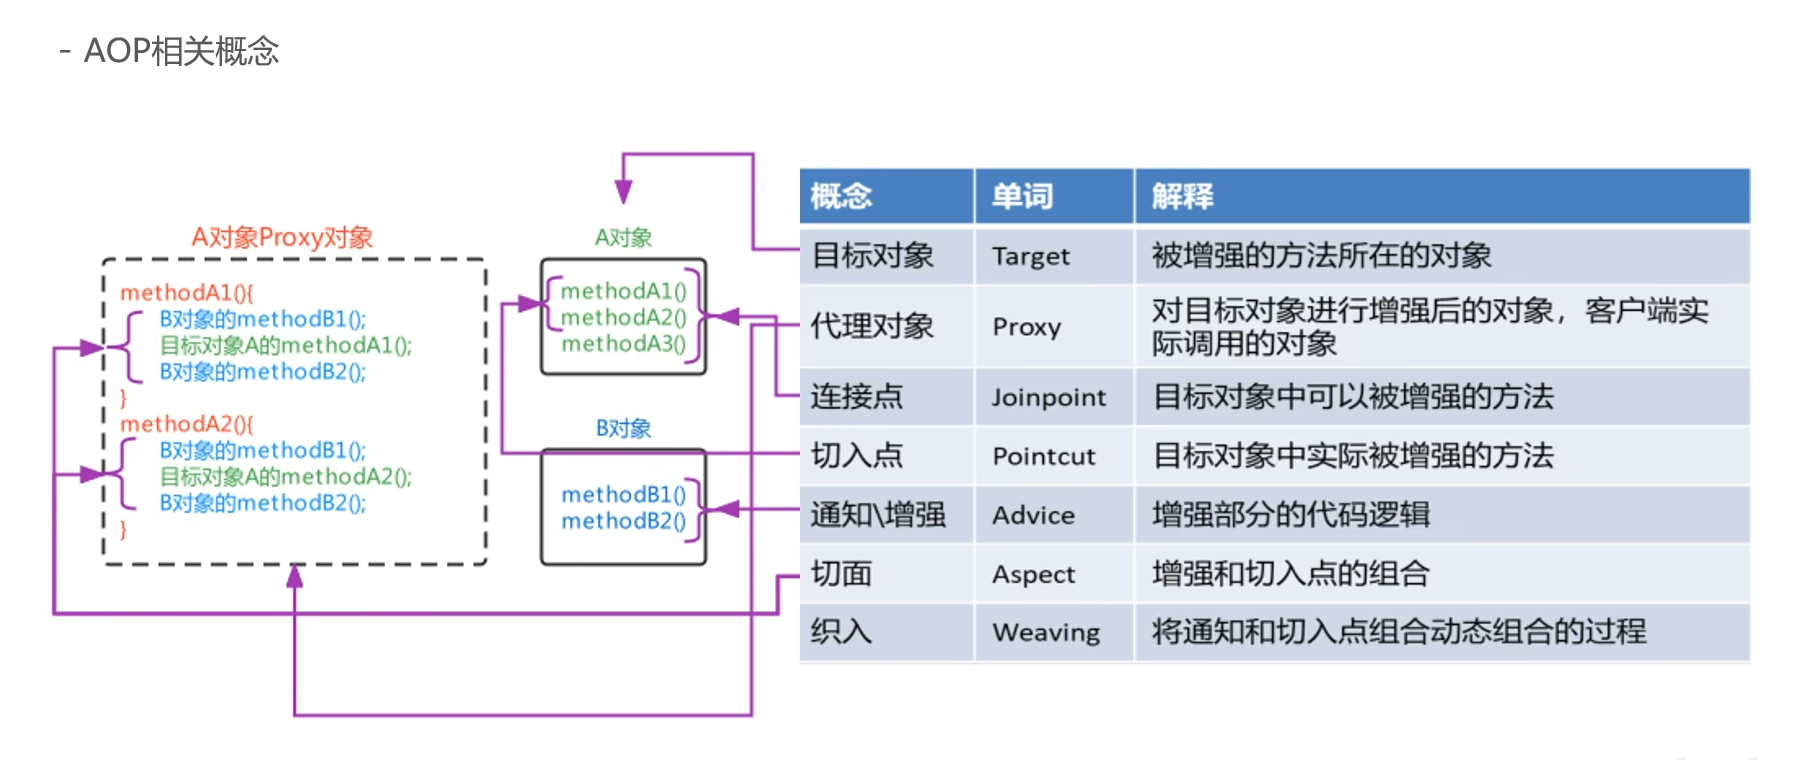 - AOP相关概念
A对象Proxy对象
methodA1(){
B对象的methodB1();
目标对象A的methodA1();
B对象的methodB2();
}
methodA2(){
B对象的methodB1();
目标对象A的methodA2();
B对象的methodB2();
}
A对象
methodA1()
methodA2()
methodA3()
B对象
methodB1()
methodB2()
概念 单词 解释
目标对象 Target 被增强的方法所在的对象
代理对象 Proxy 对目标对象进行增强后的对象，客户端实
际调用的对象
连接点 Joinpoint 目标对象中可以被增强的方法
切入点 Pointcut 目标对象中实际被增强的方法
通知\增强 Advice 增强部分的代码逻辑
切面 Aspect 增强和切入点的组合
织入 Weaving 将通知和切入点组合动态组合的过程